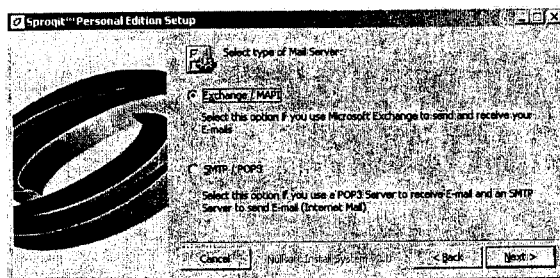 Sproqit™ Personal Edition Setup
Select type of Mail Server:
Exchange / MAPI
Select this option if you use Microsoft Exchange to send and receive your
E-mails
SMTP / POP3
Select this option if you use a POP3 Server to receive E-mail and an SMTP
Server to send E-mail (Internet Mail)
Cancel
Nullsoft Install System
< Back
Next >